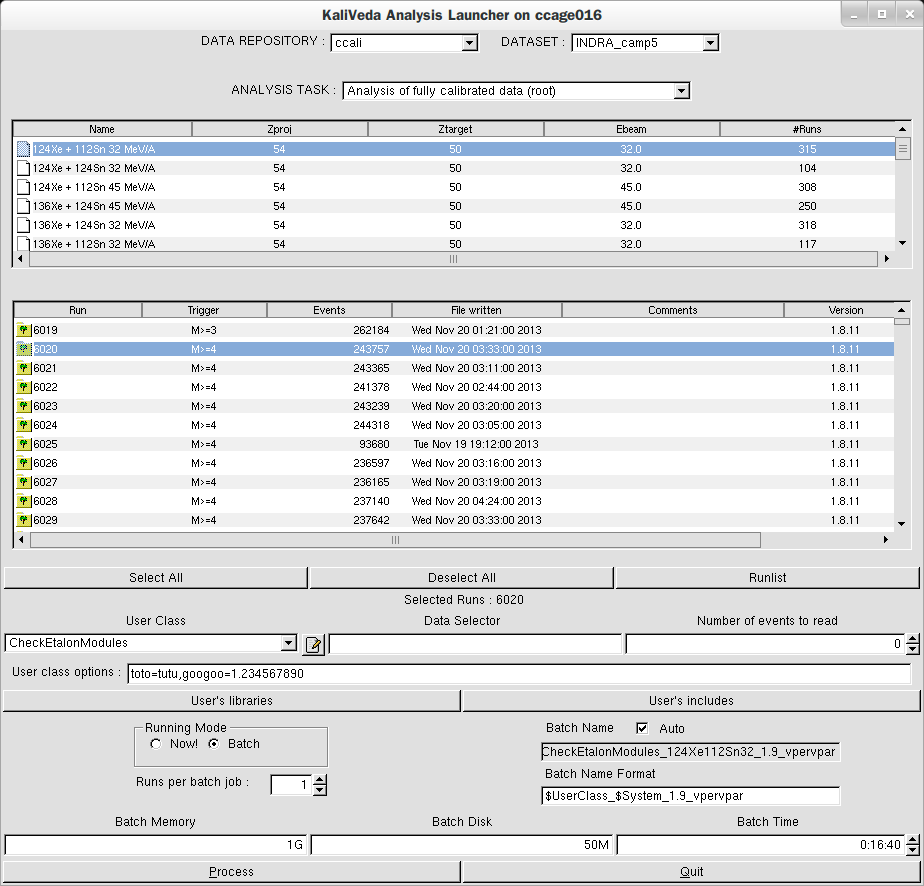 KaliVeda Analysis Launcher on ccage016
DATA REPOSITORY : ccali DATASET : INDRA_camp5
ANALYSIS TASK : Analysis of fully calibrated data (root)
Name Zproj Ztarget Ebeam #Runs
124Xe + 112Sn 32 MeV/A 54 50 32.0 315
124Xe + 124Sn 32 MeV/A 54 50 32.0 104
124Xe + 112Sn 45 MeV/A 54 50 45.0 308
136Xe + 124Sn 45 MeV/A 54 50 45.0 250
136Xe + 124Sn 32 MeV/A 54 50 32.0 318
136Xe + 112Sn 32 MeV/A 54 50 32.0 117
Run Trigger Events File written Comments Version
6019 M>=3 262184 Wed Nov 20 01:21:00 2013 1.8.11
6020 M>=4 243757 Wed Nov 20 03:33:00 2013 1.8.11
6021 M>=4 243365 Wed Nov 20 03:11:00 2013 1.8.11
6022 M>=4 241378 Wed Nov 20 02:44:00 2013 1.8.11
6023 M>=4 243239 Wed Nov 20 03:20:00 2013 1.8.11
6024 M>=4 244318 Wed Nov 20 03:05:00 2013 1.8.11
6025 M>=4 93680 Tue Nov 19 19:12:00 2013 1.8.11
6026 M>=4 236597 Wed Nov 20 03:16:00 2013 1.8.11
6027 M>=4 236165 Wed Nov 20 03:19:00 2013 1.8.11
6028 M>=4 237140 Wed Nov 20 04:24:00 2013 1.8.11
6029 M>=4 237642 Wed Nov 20 03:33:00 2013 1.8.11
Select All Deselect All Runlist
Selected Runs : 6020
User Class Data Selector Number of events to read
CheckEtalonModules 0
User class options : toto=tutu,googoo=1.234567890
User's libraries User's includes
Running Mode Batch Name Auto
Now! Batch
CheckEtalonModules_124Xe112Sn32_1.9_vpervpar
Runs per batch job : 1 Batch Name Format
$UserClass_$System_1.9_vpervpar
Batch Memory Batch Disk Batch Time
1G 50M 0:16:40
Process Quit